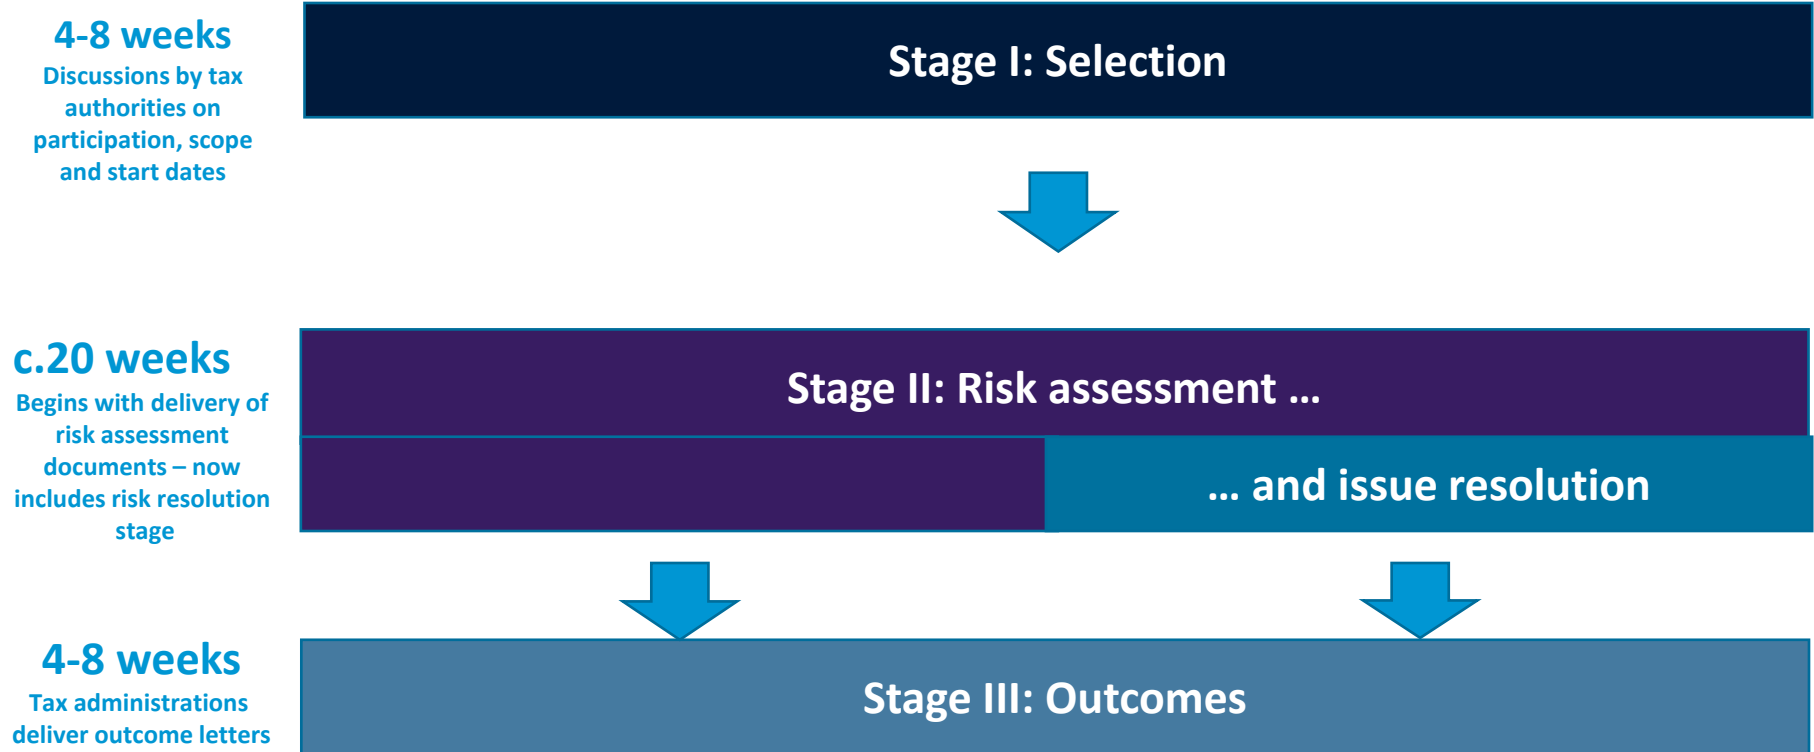 4-8 weeks
Discussions by tax
authorities on
participation, scope
and start dates
Stage I: Selection
c.20 weeks
Begins with delivery of
risk assessment
documents – now
includes risk resolution
stage
Stage II: Risk assessment …
… and issue resolution
4-8 weeks
Tax administrations
deliver outcome letters
Stage III: Outcomes